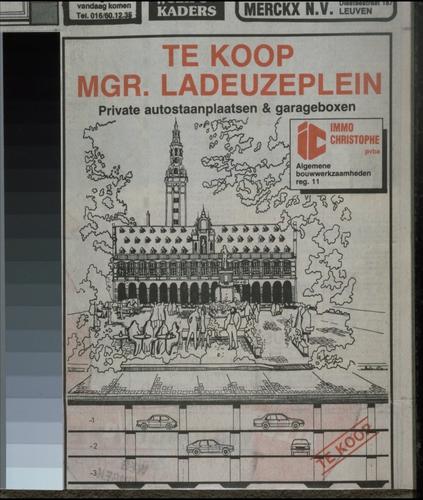 vandaag komen
Tel. 016/60.12.35
KADERS
MERCKX N.V.
LEUVEN
TE KOOP
MGR. LADEUZEPLEIN
Private autostaanplaatsen & garageboxen
ic
IMMO
CHRISTOPHE
pvba
Algemene
bouwwerkzaamheden
reg. 11
-1
-2
TE KOOP
-3